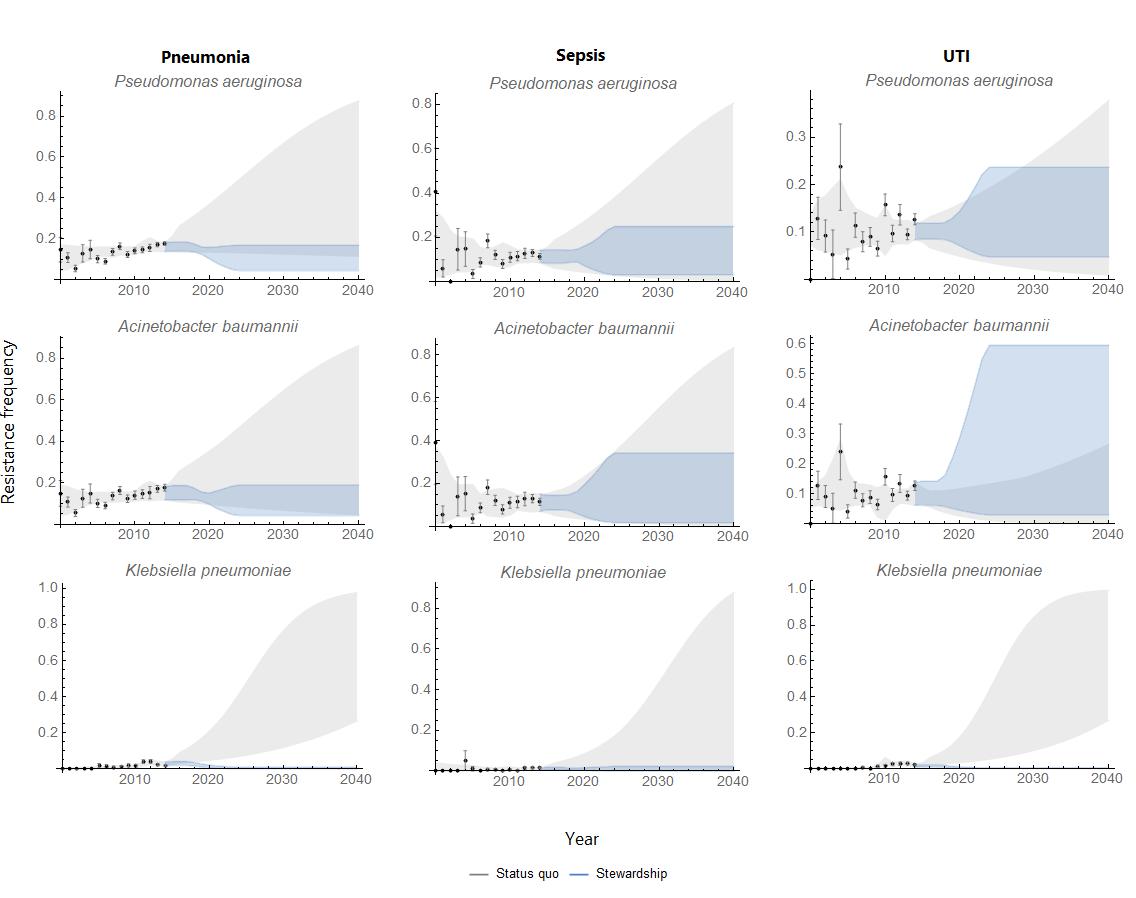 Pneumonia
Sepsis
UTI
Pseudomonas aeruginosa
Pseudomonas aeruginosa
Pseudomonas aeruginosa
0.8
0.6
0.4
0.2
2010 2020 2030 2040
0.8
0.6
0.4
0.2
2010 2020 2030 2040
0.3
0.2
0.1
2010 2020 2030 2040
Resistance frequency
Acinetobacter baumannii
Acinetobacter baumannii
Acinetobacter baumannii
0.8
0.6
0.4
0.2
2010 2020 2030 2040
0.8
0.6
0.4
0.2
2010 2020 2030 2040
0.6
0.5
0.4
0.3
0.2
0.1
2010 2020 2030 2040
Klebsiella pneumoniae
Klebsiella pneumoniae
Klebsiella pneumoniae
1.0
0.8
0.6
0.4
0.2
2010 2020 2030 2040
0.8
0.6
0.4
0.2
2010 2020 2030 2040
1.0
0.8
0.6
0.4
0.2
2010 2020 2030 2040
Year
Status quo Stewardship